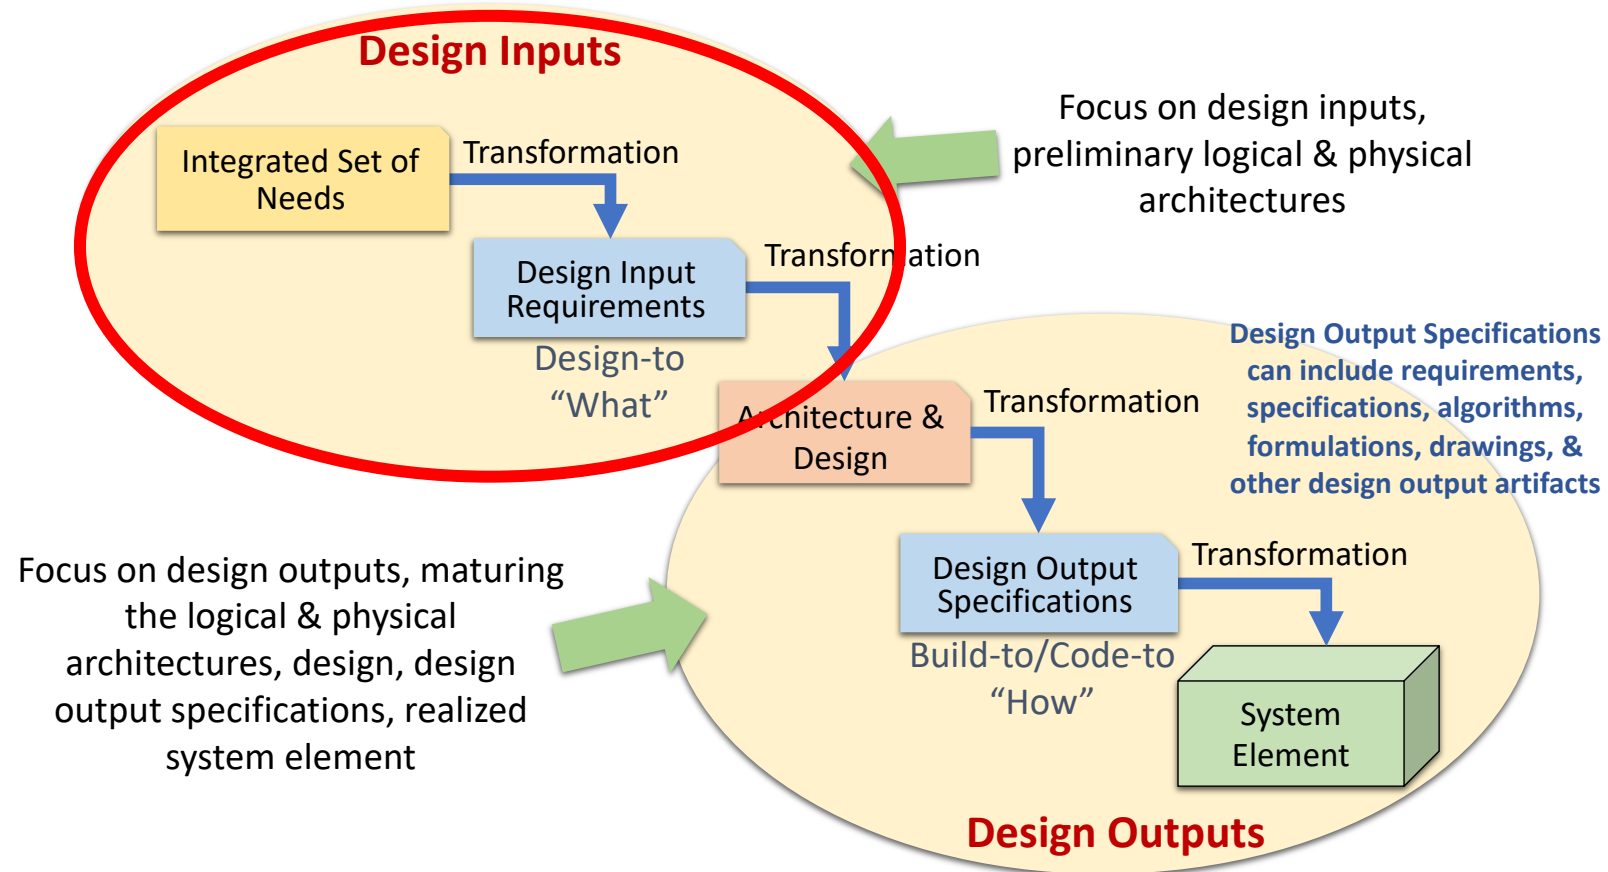 Design Inputs
Integrated Set of
Needs
Transformation
Focus on design inputs,
preliminary logical & physical
architectures
Design Input
Requirements
Transformation
Design-to
“What”
Architecture &
Design
Transformation
Design Output Specifications
can include requirements,
specifications, algorithms,
formulations, drawings, &
other design output artifacts
Focus on design outputs, maturing
the logical & physical
architectures, design, design
output specifications, realized
system element
Design Output
Specifications
Transformation
Build-to/Code-to
“How”
System
Element
Design Outputs